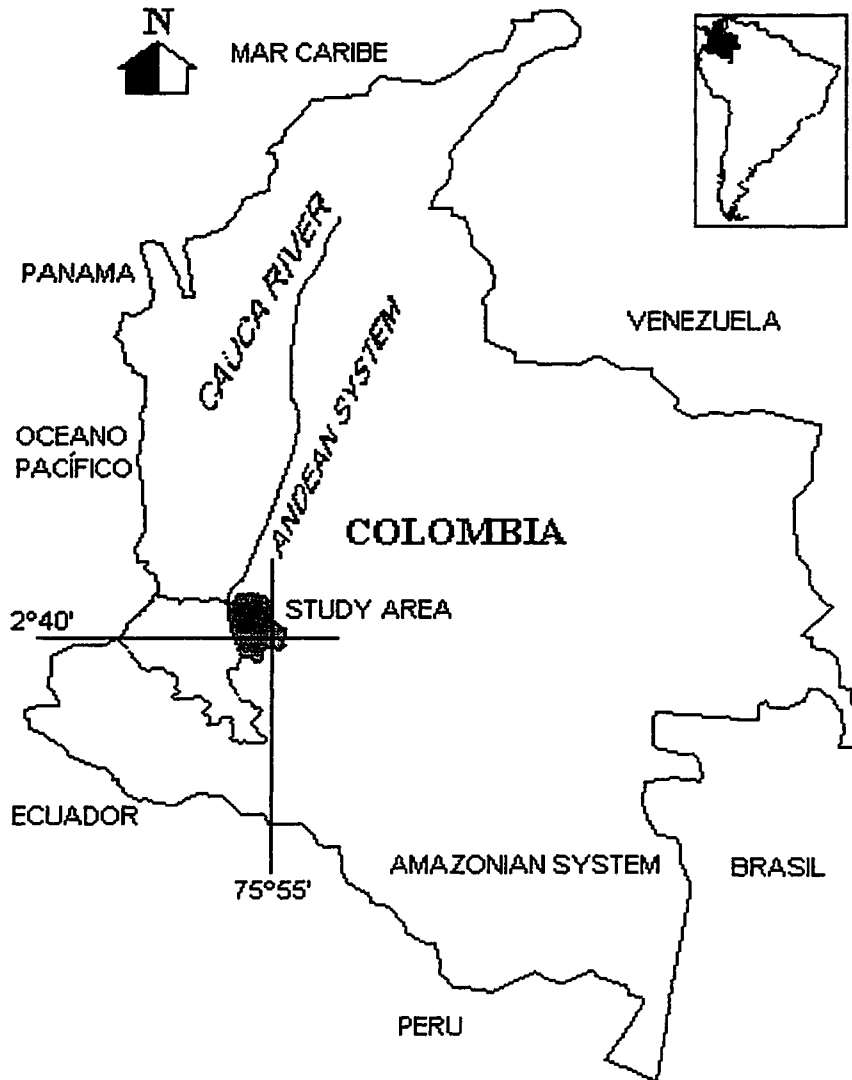 N
MAR CARIBE
PANAMA
CAUCA RIVER
VENEZUELA
ANDEAN SYSTEM
OCEANO
PACÍFICO
COLOMBIA
2°40'
STUDY AREA
ECUADOR
AMAZONIAN SYSTEM
BRASIL
75°55'
PERU